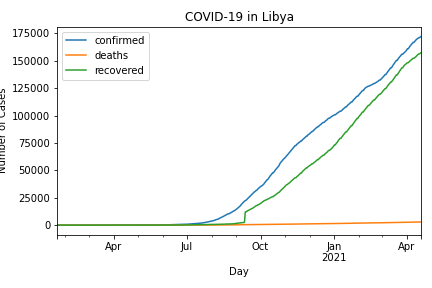 COVID-19 in Libya
175000
150000
125000
100000
75000
50000
25000
0
confirmed
deaths
recovered
Number of Cases
Apr Jul Oct Jan Apr
2021
Day